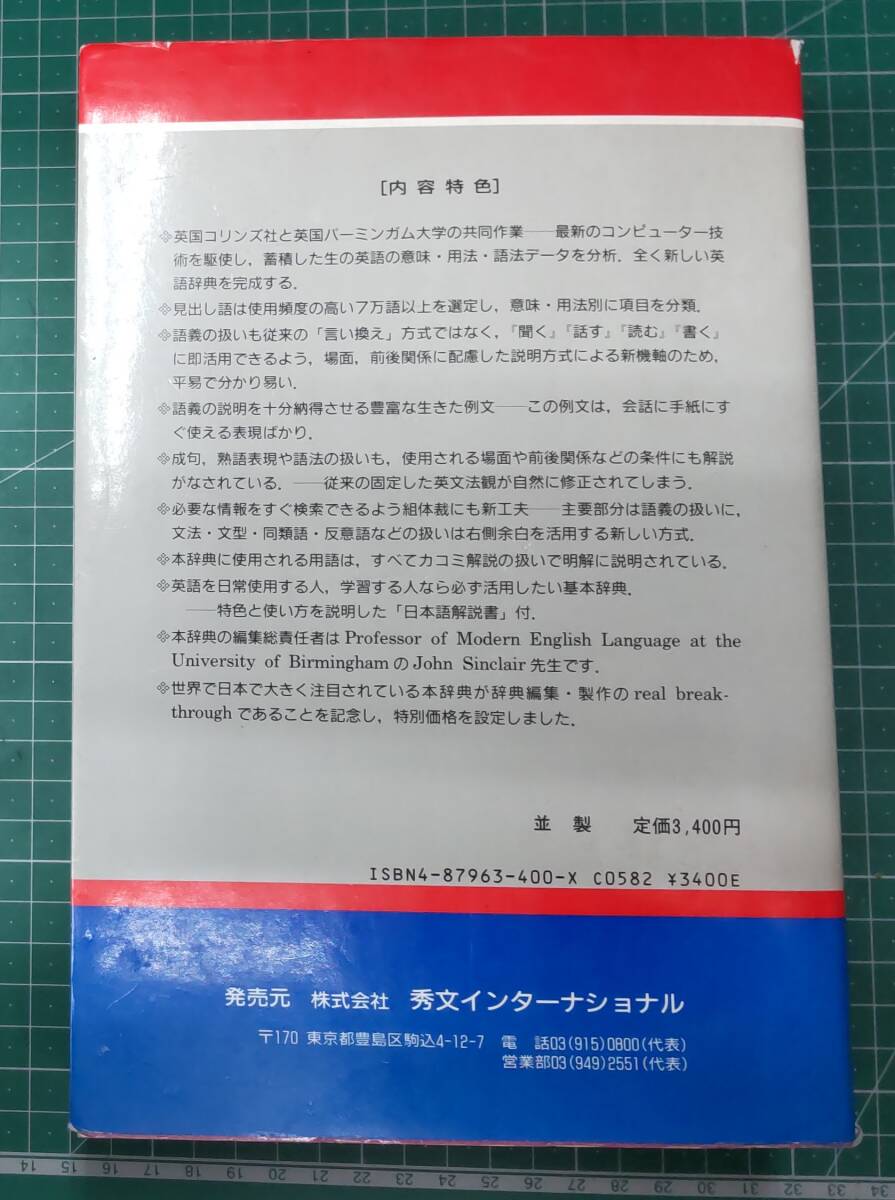 [内容特色]
❖英国コリンズ社と英国バーミンガム大学の共同作業──最新のコンピューター技
術を駆使し，蓄積した生の英語の意味・用法・語法データを分析．全く新しい英
語辞典を完成する．
❖見出し語は使用頻度の高い7万語以上を選定し，意味・用法別に項目を分類．
❖語義の扱いも従来の「言い換え」方式ではなく，『聞く』『話す』『読む』『書く』
に即活用できるよう，場面，前後関係に配慮した説明方式による新機軸のため，
平易で分かり易い．
❖語義の説明を十分納得させる豊富な生きた例文──この例文は，会話に手紙にす
ぐ使える表現ばかり．
❖成句，熟語表現や語法の扱いも，使用される場面や前後関係などの条件にも解説
がなされている．──従来の固定した英文法観が自然に修正されてしまう．
❖必要な情報をすぐ検索できるよう組体裁にも新工夫──主要部分は語義の扱いに，
文法・文型・同類語・反意語などの扱いは右側余白を活用する新しい方式．
❖本辞典に使用される用語は，すべてカコミ解説の扱いで明解に説明されている．
❖英語を日常使用する人，学習する人なら必ず活用したい基本辞典．
──特色と使い方を説明した「日本語解説書」付．
❖本辞典の編集総責任者は Professor of Modern English Language at the
University of Birmingham の John Sinclair 先生です．
❖世界で日本で大きく注目されている本辞典が辞典編集・製作の real break-
through であることを記念し，特別価格を設定しました．
並製 定価3,400円
ISBN4-87963-400-X C0582 ¥3400E
発売元 株式会社 秀文インターナショナル
〒170 東京都豊島区駒込4-12-7 電 話03(915)0800(代表)
営業部03(949)2551(代表)
14 15 16 17 18 19 20 21 22 23 24 25 26 27 28 29 30 31 32 33 34